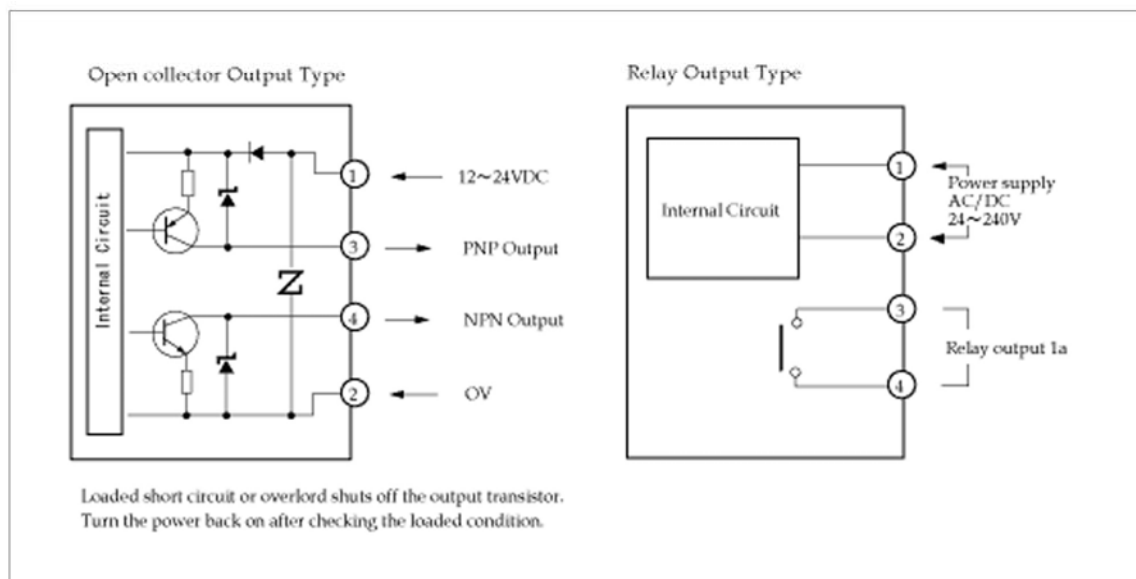 Open collector Output Type
Internal Circuit
1
12~24VDC
3
PNP Output
Z
4
NPN Output
2
OV
Loaded short circuit or overlord shuts off the output transistor.
Turn the power back on after checking the loaded condition.
Relay Output Type
Internal Circuit
1
Power supply
AC/DC
24~240V
2
3
Relay output 1a
4